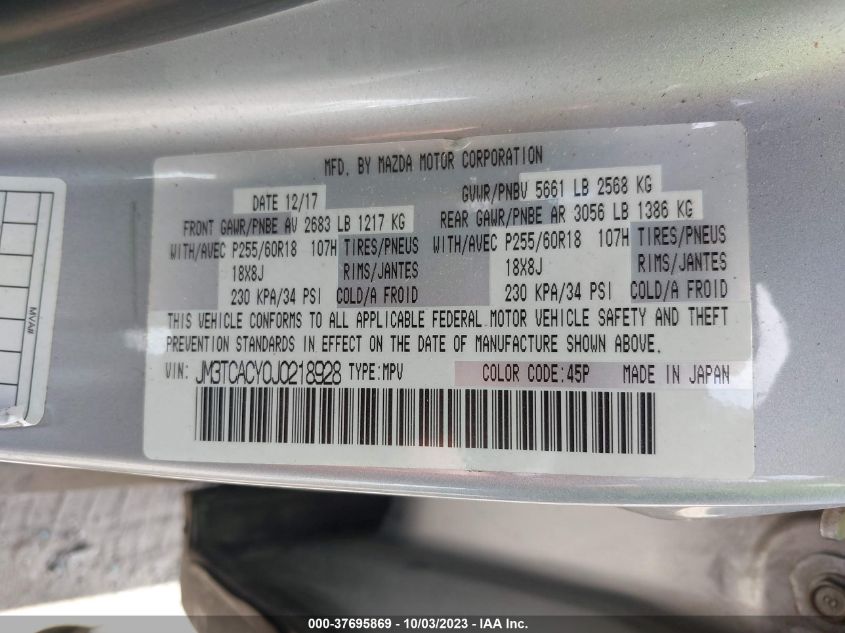 MFD. BY MAZDA MOTOR CORPORATION
DATE 12/17 GVWR/PNBV 5661 LB 2568 KG
FRONT GAWR/PNBE AV 2683 LB 1217 KG REAR GAWR/PNBE AR 3056 LB 1386 KG
WITH/AVEC P255/60R18 107H TIRES/PNEUS WITH/AVEC P255/60R18 107H TIRES/PNEUS
18X8J RIMS/JANTES 18X8J RIMS/JANTES
230 KPA/34 PSI COLD/A FROID 230 KPA/34 PSI COLD/A FROID
THIS VEHICLE CONFORMS TO ALL APPLICABLE FEDERAL MOTOR VEHICLE SAFETY AND THEFT
PREVENTION STANDARDS IN EFFECT ON THE DATE OF MANUFACTURE SHOWN ABOVE.
VIN: JM3TCACY0J0218928 TYPE:MPV COLOR CODE:45P MADE IN JAPAN
MVAII
000-37695869 - 10/03/2023 - IAA Inc.